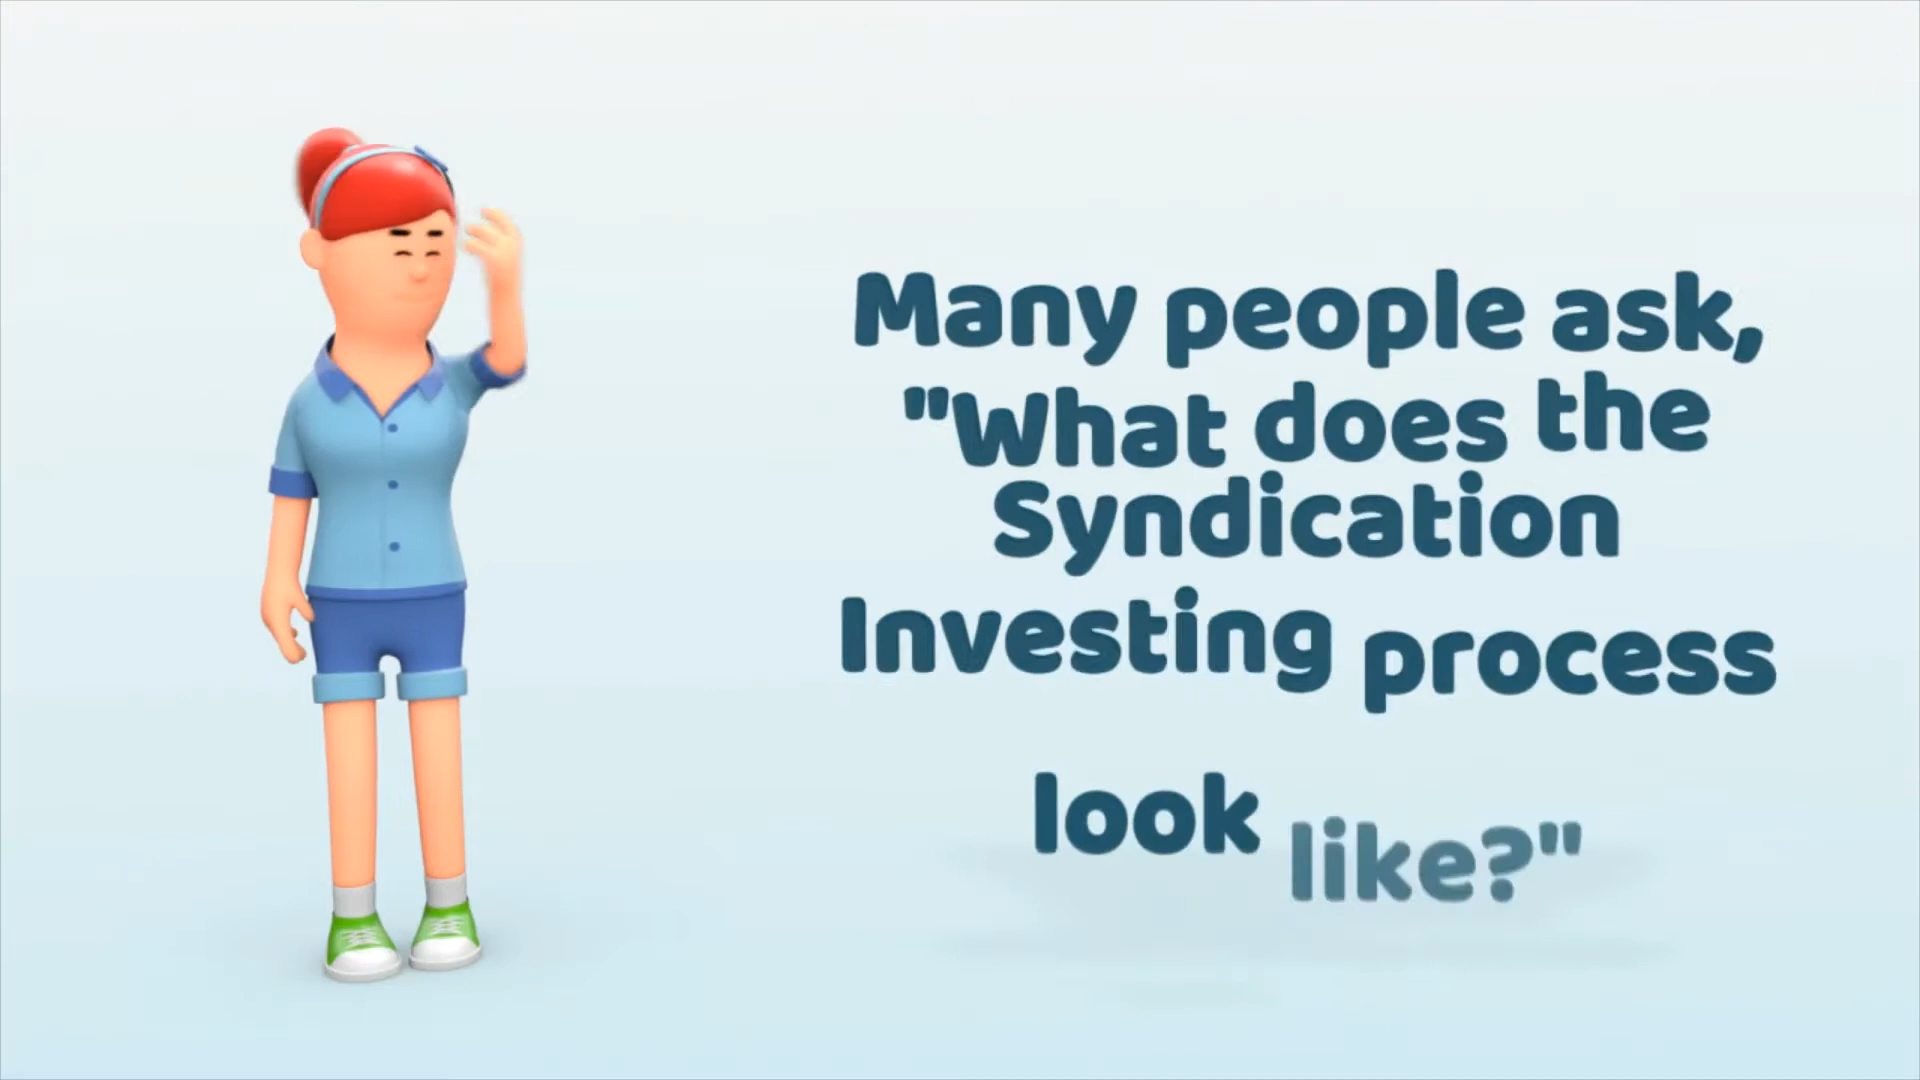 Many people ask,
"What does the
Syndication
Investing process
look like?"